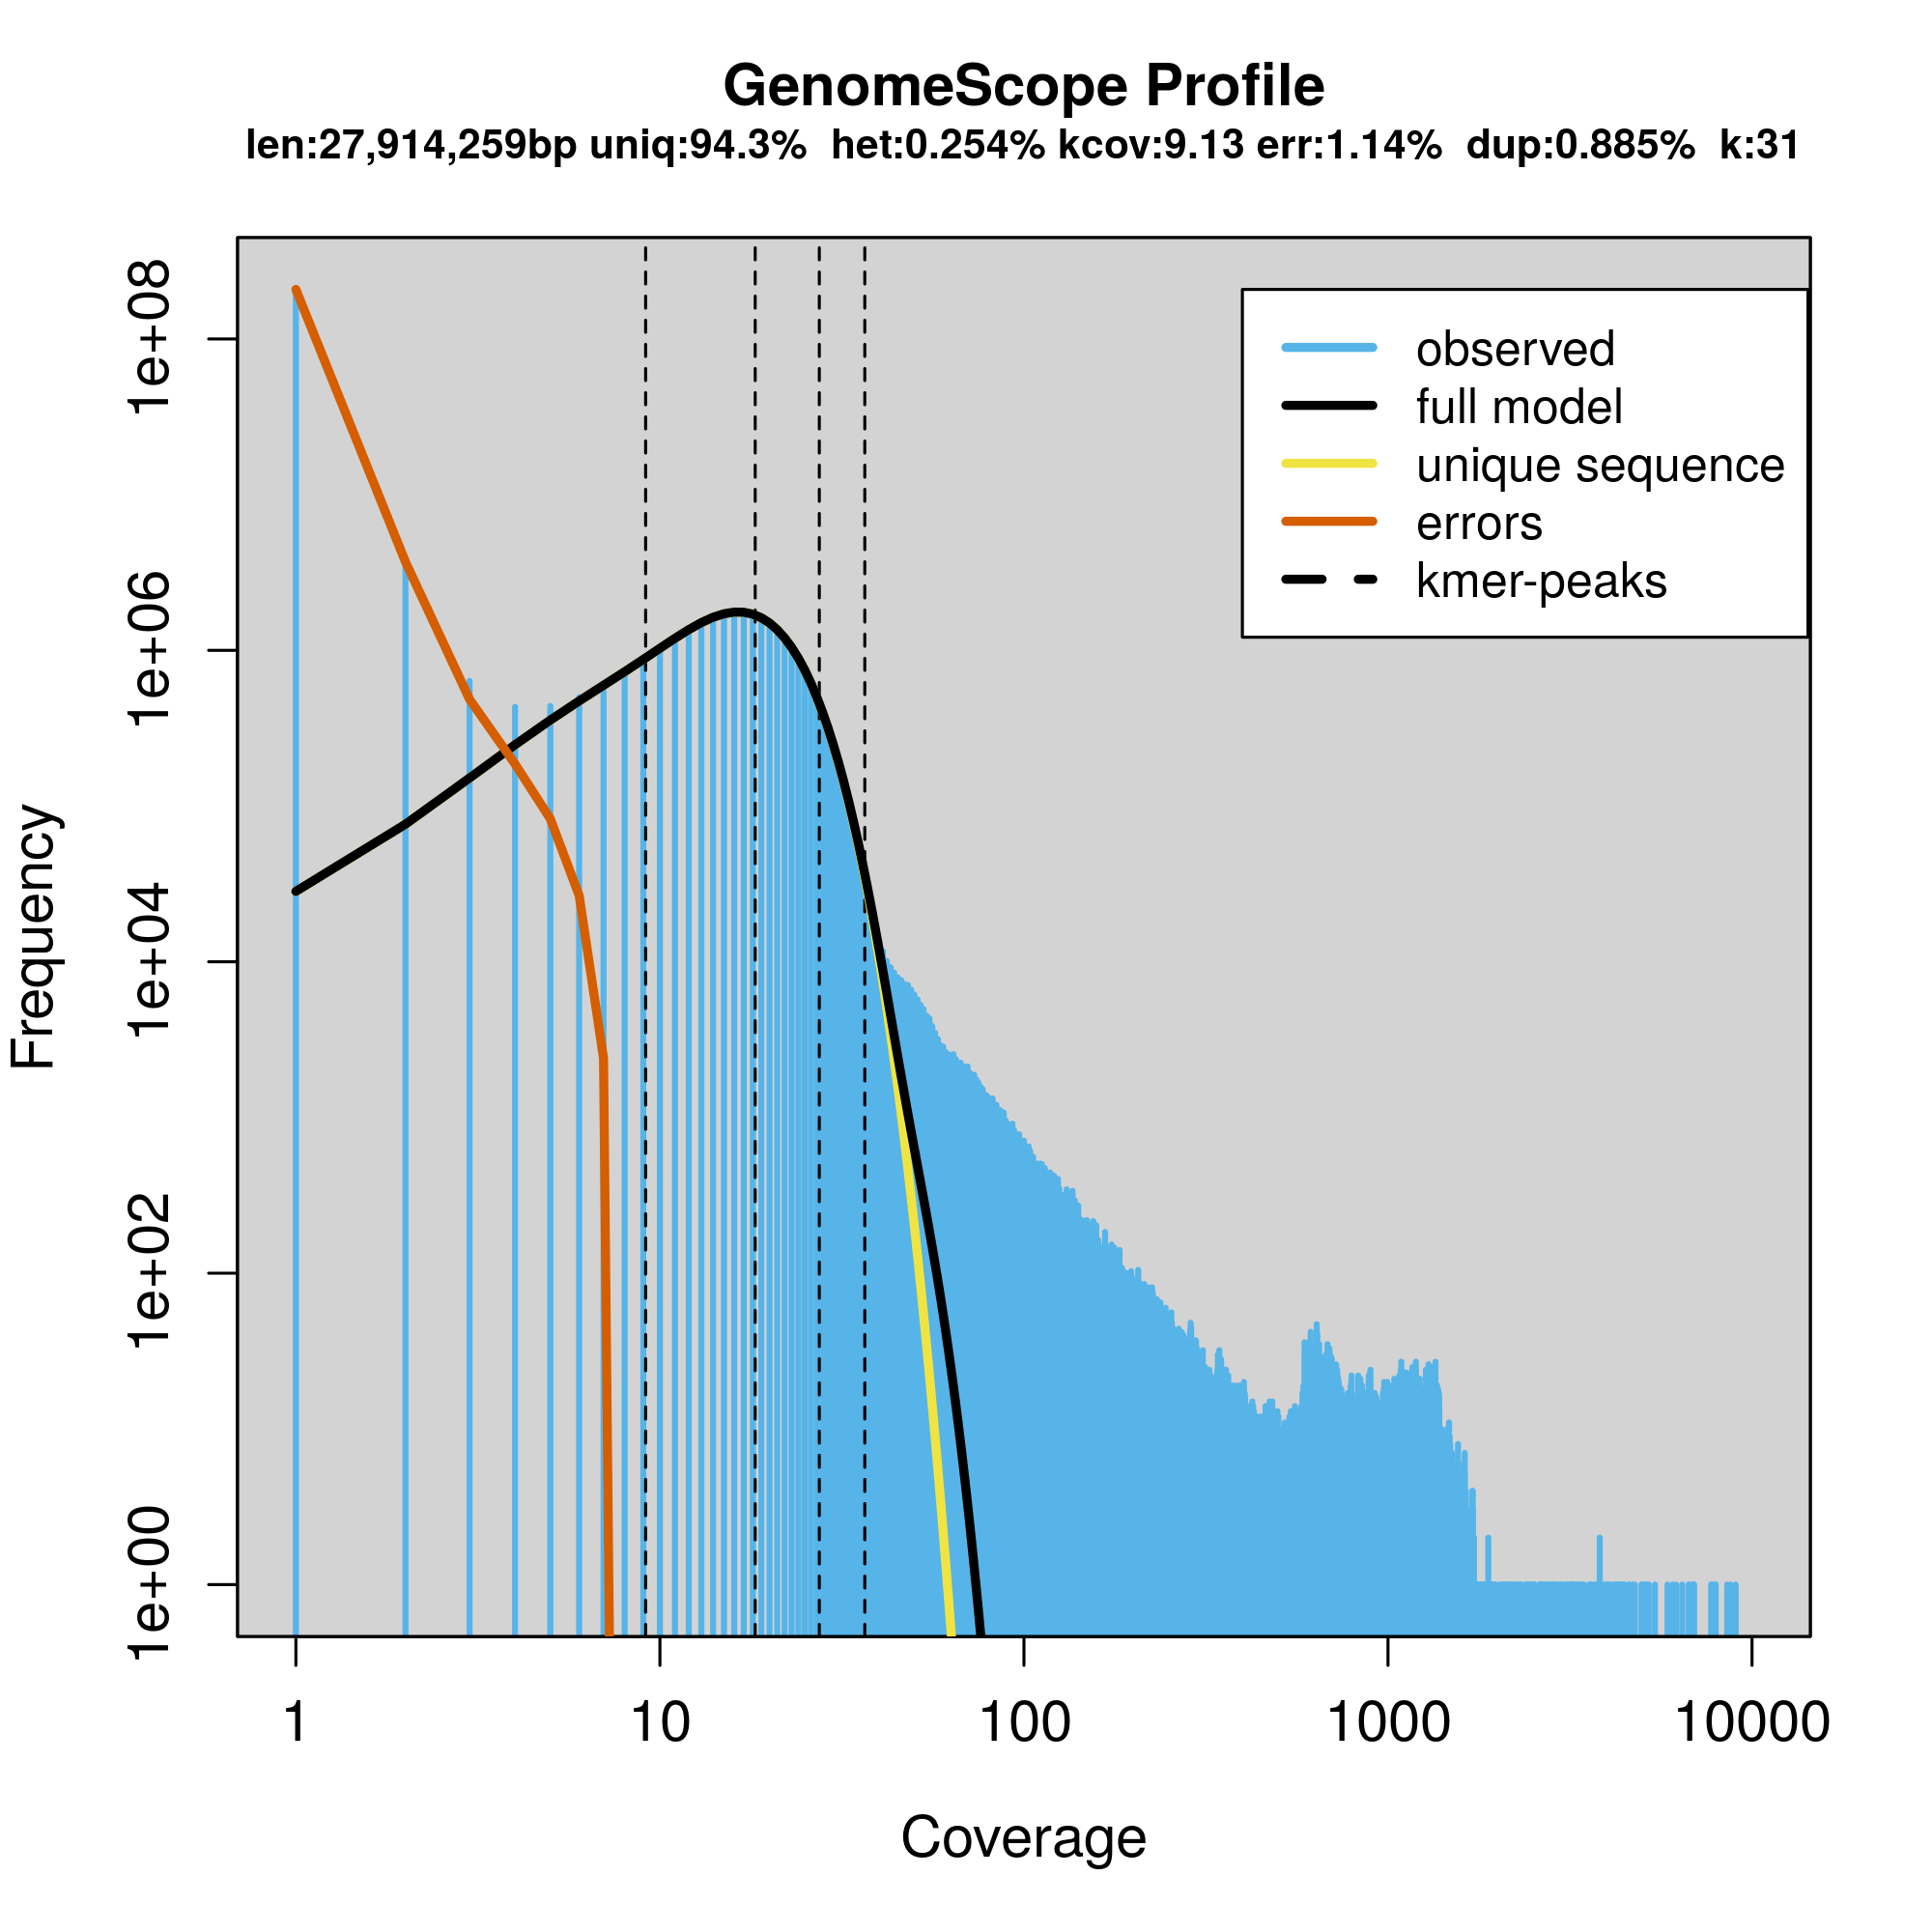 GenomeScope Profile
len:27,914,259bp uniq:94.3% het:0.254% kcov:9.13 err:1.14% dup:0.885% k:31
observed
full model
unique sequence
errors
kmer-peaks
Frequency
1e+08
1e+06
1e+04
1e+02
1e+00
1 10 100 1000 10000
Coverage